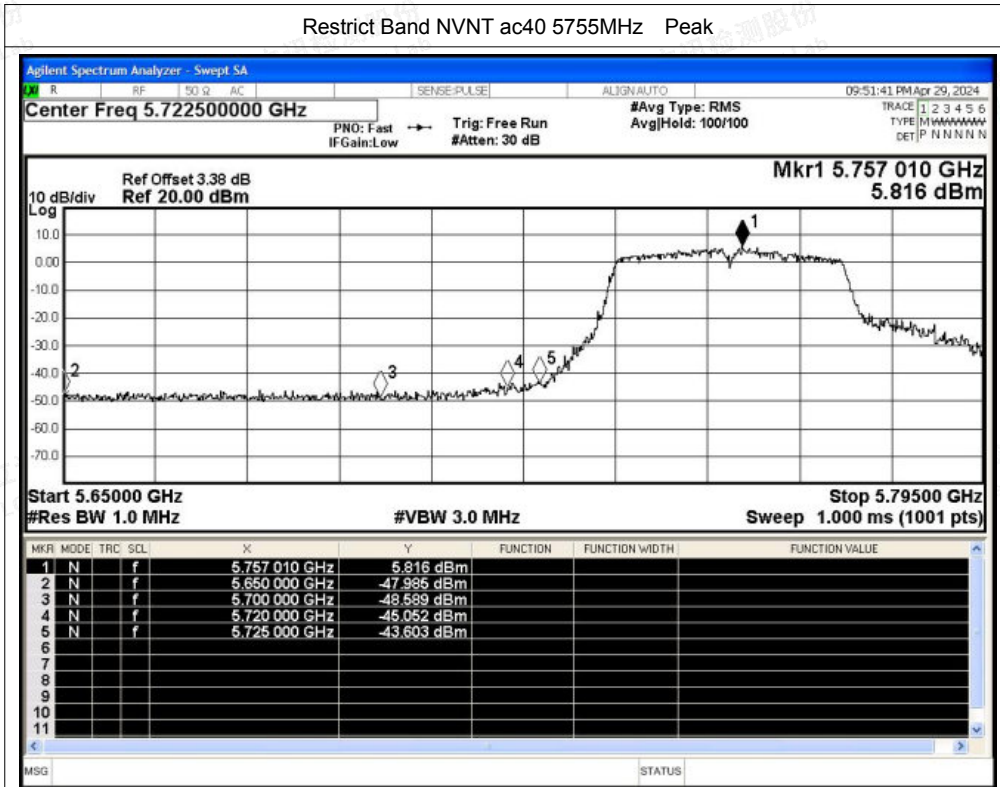 Restrict Band NVNT ac40 5755MHz Peak
Agilent Spectrum Analyzer - Swept SA
R RF 50 Ω AC SENSE:PULSE ALIGN AUTO 09:51:41 PM Apr 29, 2024
Center Freq 5.722500000 GHz #Avg Type: RMS TRACE 1 2 3 4 5 6
PNO: Fast Trig: Free Run Avg|Hold: 100/100 TYPE M
IFGain:Low #Atten: 30 dB DET P N N N N N
Mkr1 5.757 010 GHz
Ref Offset 3.38 dB
10 dB/div Ref 20.00 dBm 5.816 dBm
Log
10.0
1
0.00
-10.0
-20.0
-30.0
-40.0
2 3 4 5
-50.0
-60.0
-70.0
Start 5.65000 GHz Stop 5.79500 GHz
#Res BW 1.0 MHz #VBW 3.0 MHz Sweep 1.000 ms (1001 pts)
MKR MODE TRC SCL X Y FUNCTION FUNCTION WIDTH FUNCTION VALUE
1 N f 5.757 010 GHz 5.816 dBm
2 N f 5.650 000 GHz -47.985 dBm
3 N f 5.700 000 GHz -48.589 dBm
4 N f 5.720 000 GHz -45.052 dBm
5 N f 5.725 000 GHz -43.603 dBm
6
7
8
9
10
11
MSG STATUS